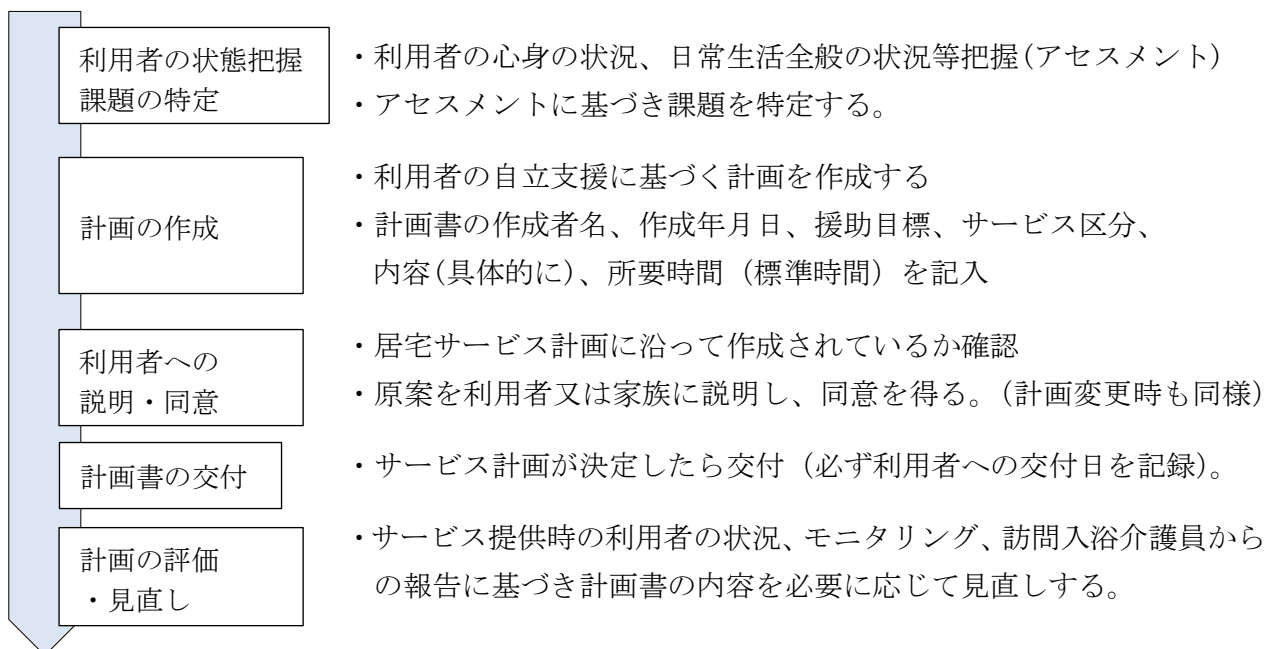 利用者の状態把握
課題の特定
・利用者の心身の状況、日常生活全般の状況等把握(アセスメント)
・アセスメントに基づき課題を特定する。
計画の作成
・利用者の自立支援に基づく計画を作成する
・計画書の作成者名、作成年月日、援助目標、サービス区分、
内容(具体的に)、所要時間（標準時間）を記入
利用者への
説明・同意
・居宅サービス計画に沿って作成されているか確認
・原案を利用者又は家族に説明し、同意を得る。（計画変更時も同様）
計画書の交付
・サービス計画が決定したら交付（必ず利用者への交付日を記録）。
計画の評価
・見直し
・サービス提供時の利用者の状況、モニタリング、訪問入浴介護員から
の報告に基づき計画書の内容を必要に応じて見直しする。